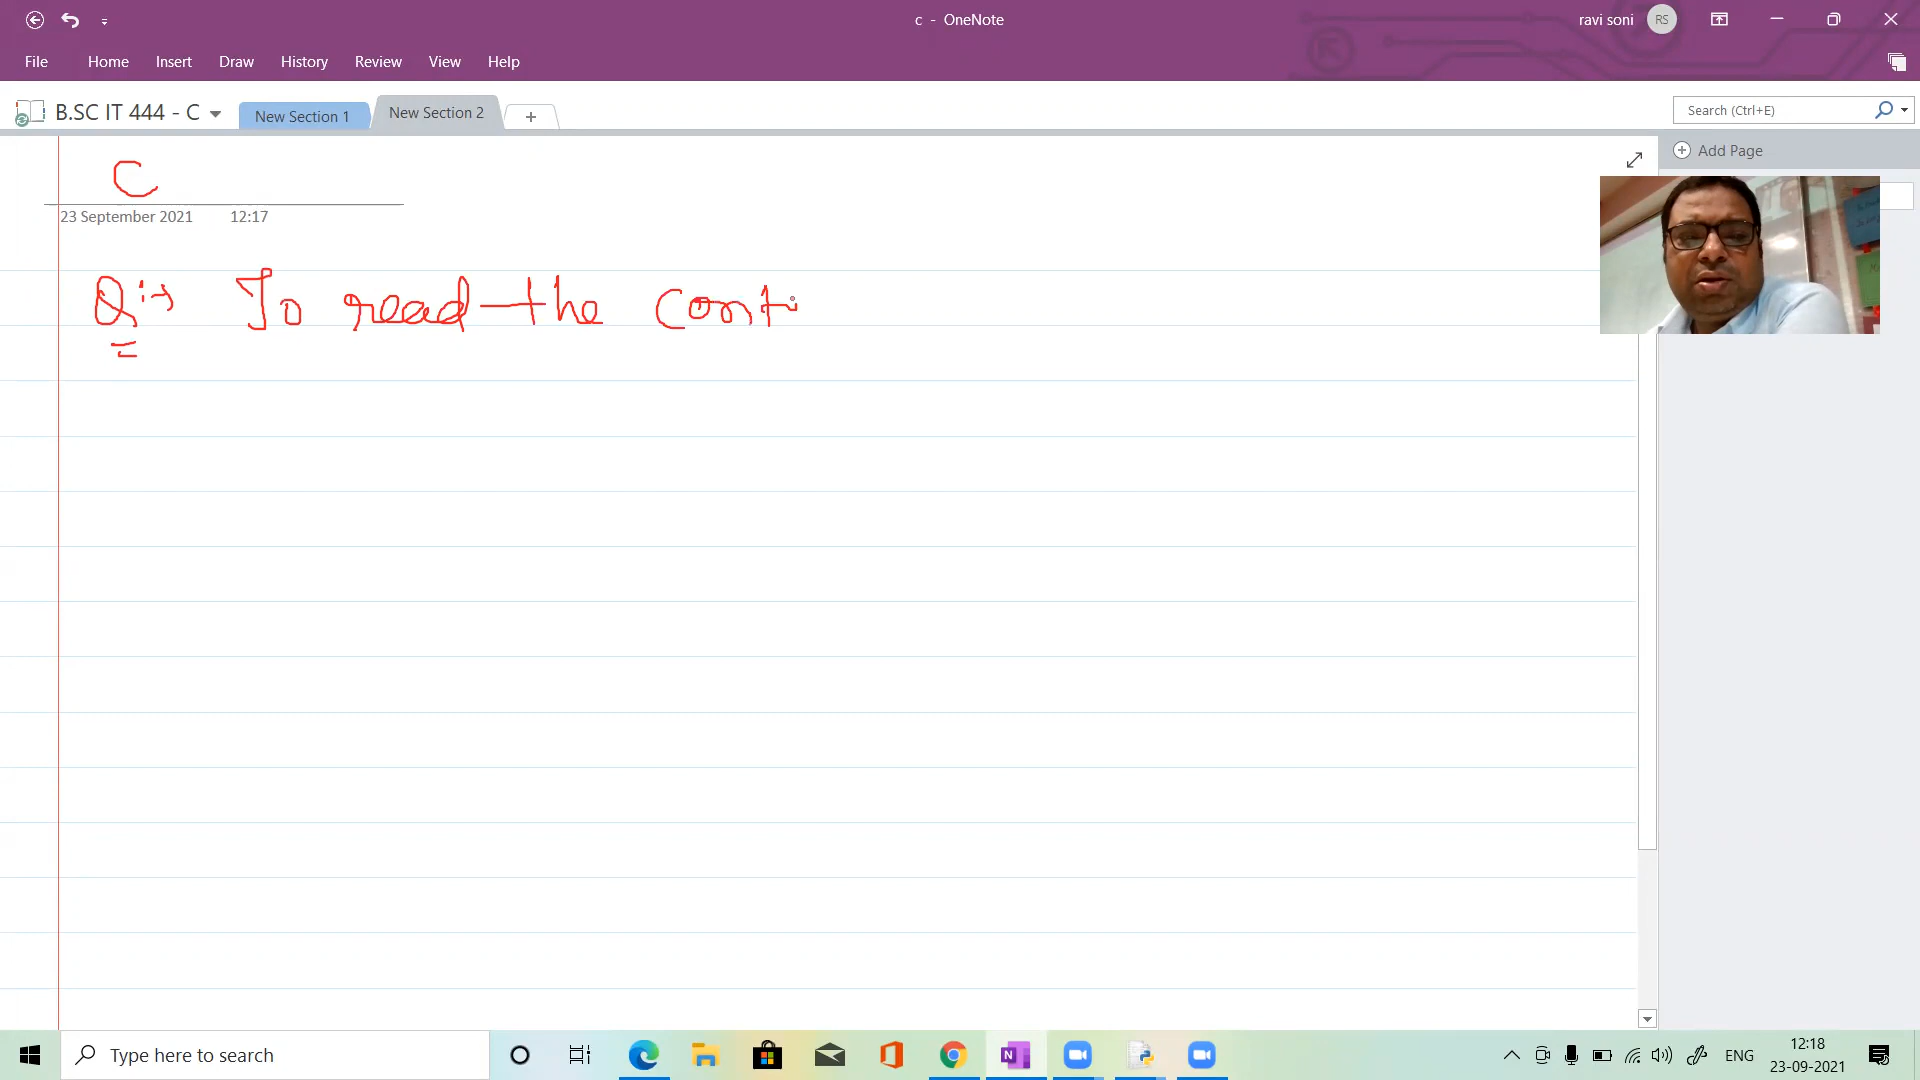 c - OneNote
ravi soni RS
File Home Insert Draw History Review View Help
B.SC IT 444 - C New Section 1 New Section 2 + Search (Ctrl+E)
Add Page
C
23 September 2021 12:17
Q:→ To read the cont
Type here to search
ENG 12:18
23-09-2021